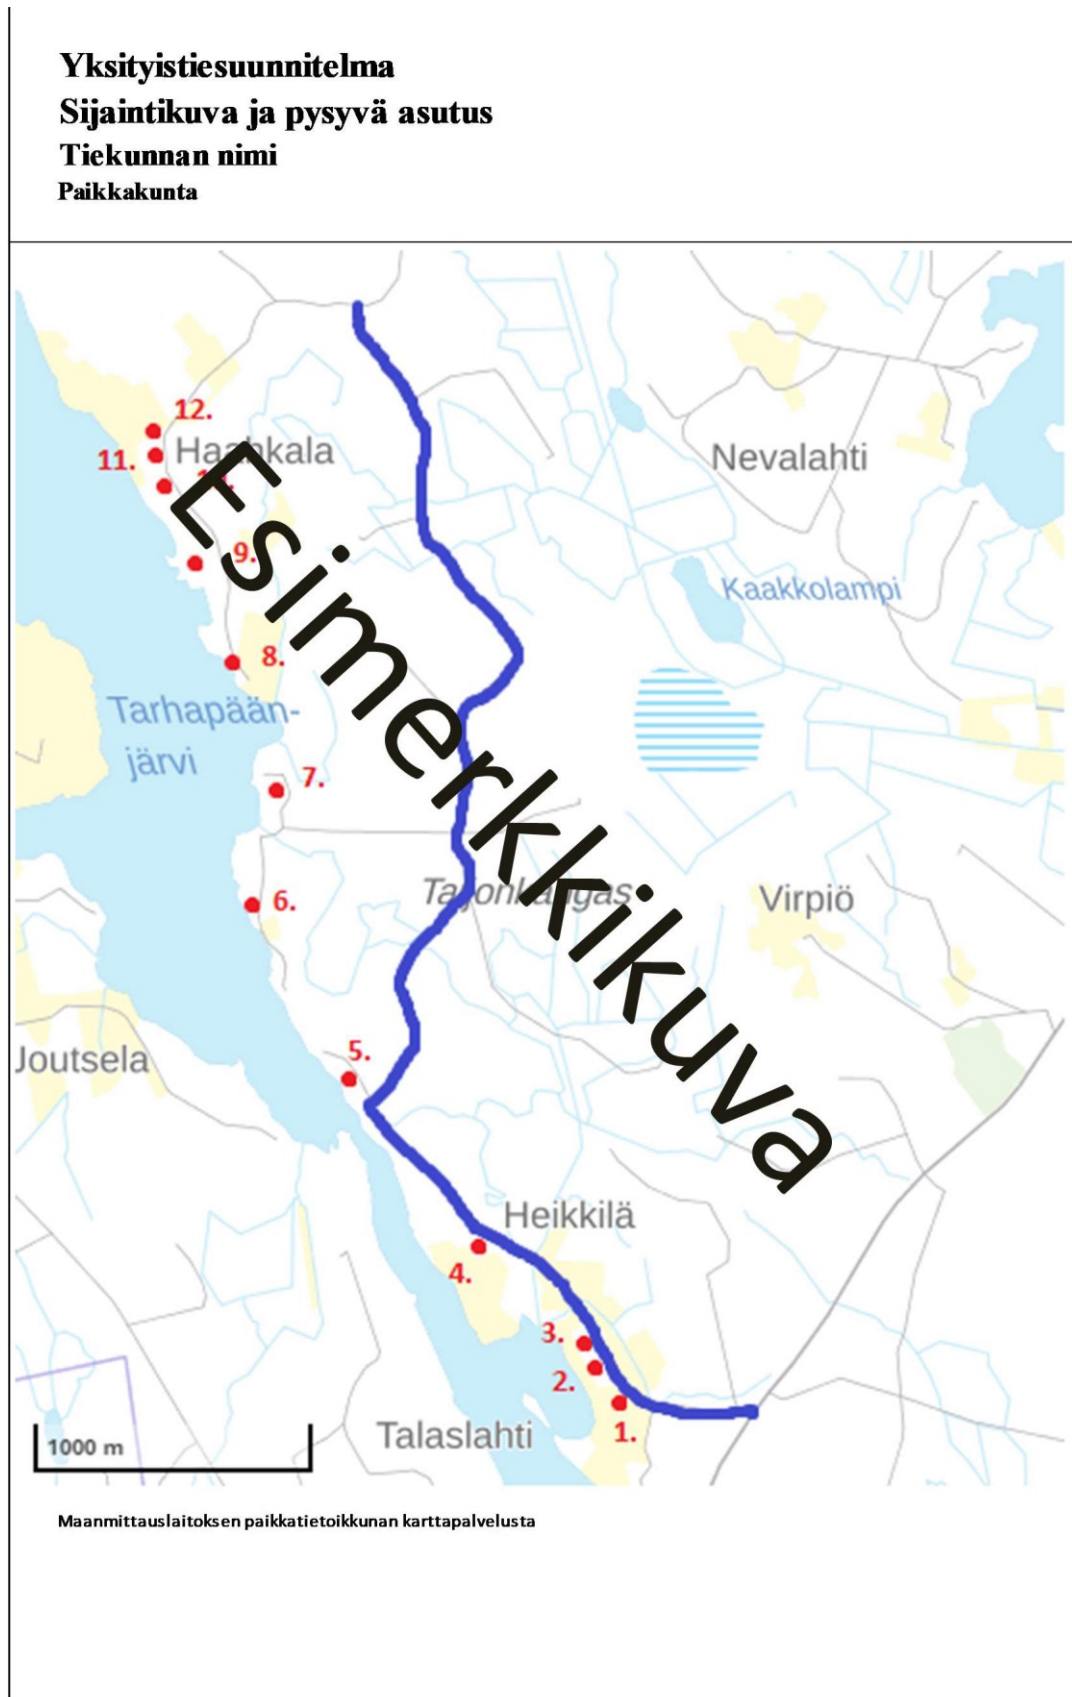 Yksityistiesuunnitelma
Sijaintikuva ja pysyvä asutus
Tiekunnan nimi
Paikkakunta
12.
Haahkala
11.
Nevalahti
9.
Kaakkolampi
8.
Tarhapään-
järvi
7.
Esimerkkikuva
Virpiö
6.
5.
Joutsela
Heikkilä
4.
3.
2.
1.
Talaslahti
1000 m
Maanmittauslaitoksen paikkatietoikkunan karttapalvelusta